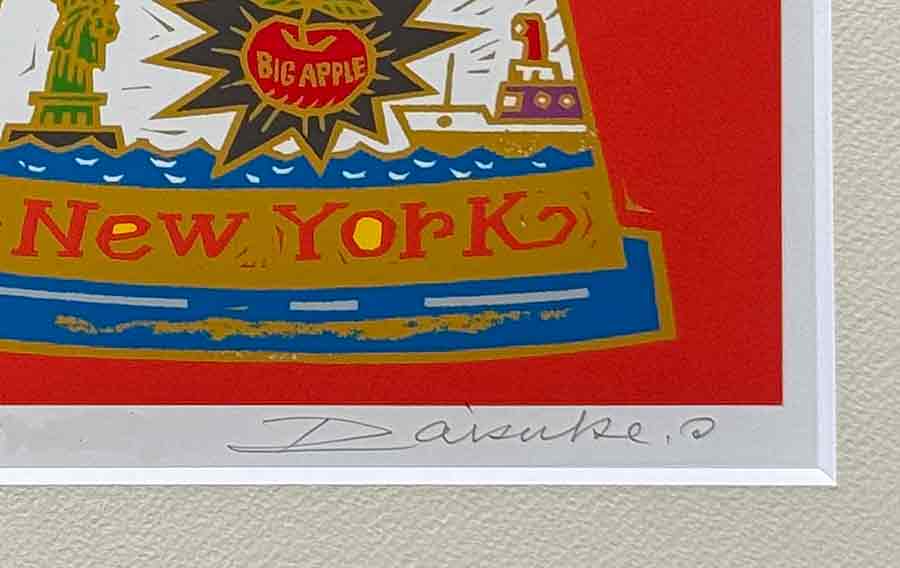 BIG APPLE
New York
Daisuke.O